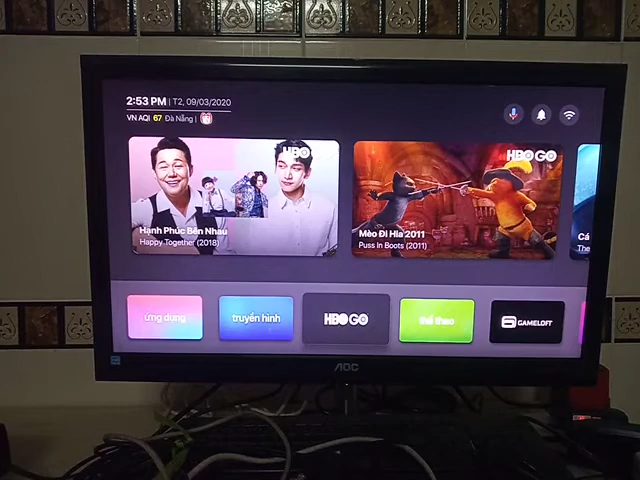 2:53 PM | T2, 09/03/2020
VN AQI 67 Đà Nẵng |
HBO GO
HBO GO
Hạnh Phúc Bên Nhau
Happy Together (2018)
Mèo Đi Hia 2011
Puss In Boots (2011)
Cá
The
ứng dụng
truyền hình
HBO GO
thể thao
GAMELOFT
AOC